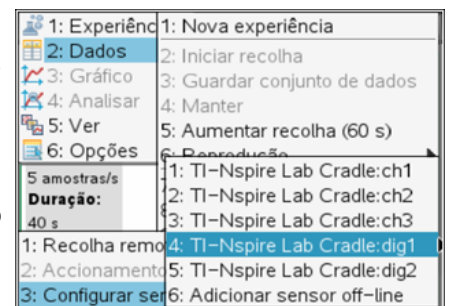 1: Experiênc
2: Dados
3: Gráfico
4: Analisar
5: Ver
6: Opções
1: Nova experiência
2: Iniciar recolha
3: Guardar conjunto de dados
4: Manter
5: Aumentar recolha (60 s)
6: Reprodução
5 amostras/s
Duração:
40 s
1: Recolha remo
2: Accionamento
3: Configurar ser
1: TI-Nspire Lab Cradle:ch1
2: TI-Nspire Lab Cradle:ch2
3: TI-Nspire Lab Cradle:ch3
4: TI-Nspire Lab Cradle:dig1
5: TI-Nspire Lab Cradle:dig2
6: Adicionar sensor off-line